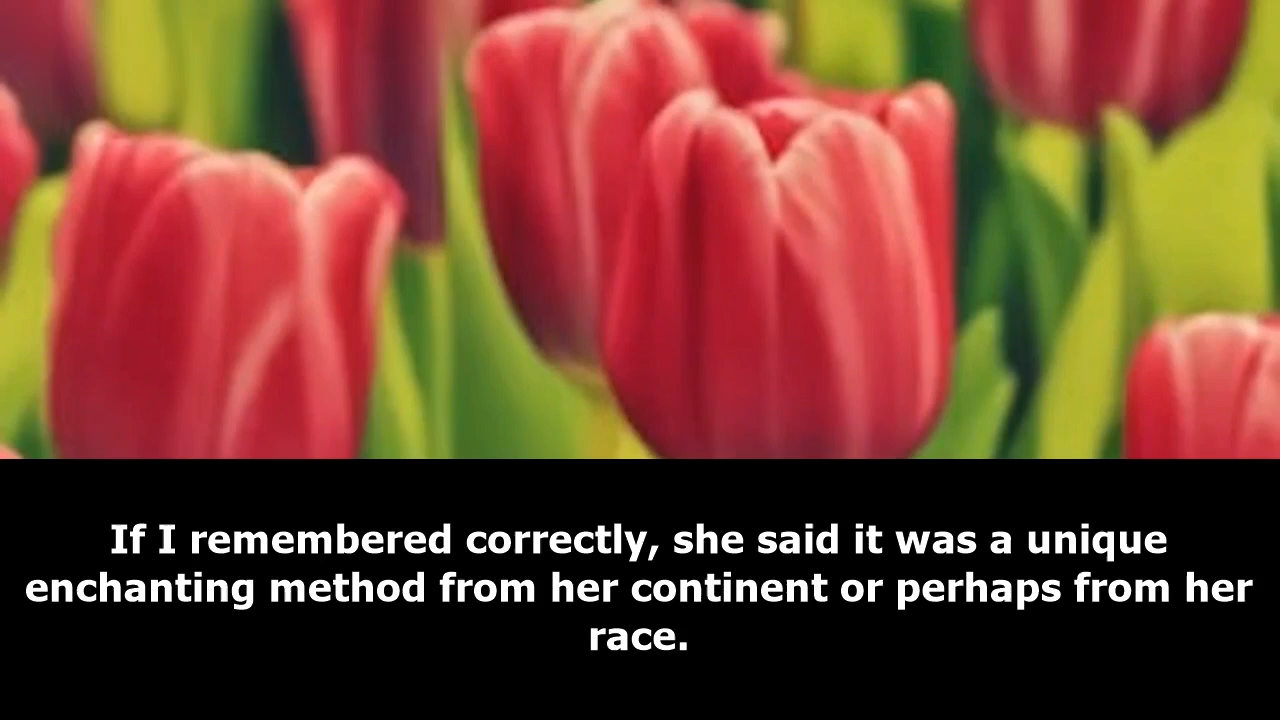 If I remembered correctly, she said it was a unique
enchanting method from her continent or perhaps from her
race.